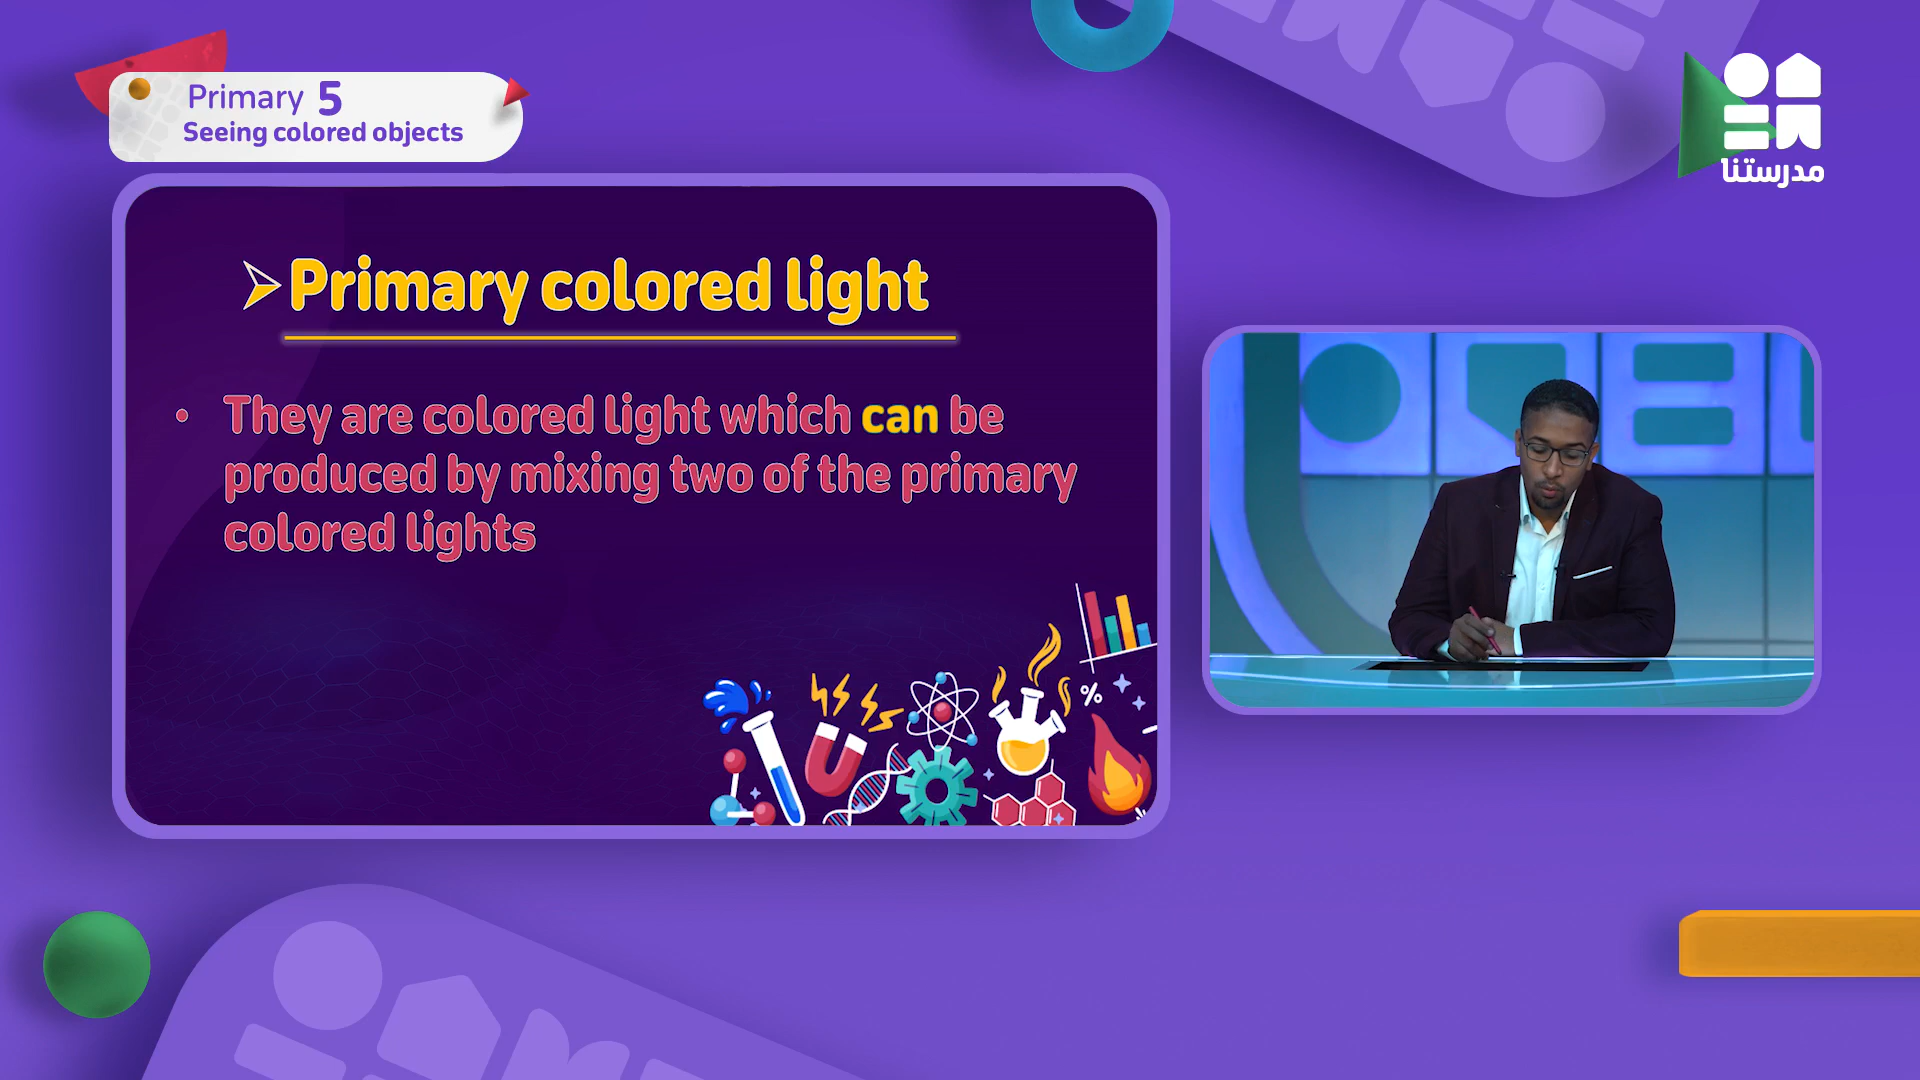 Primary 5
Seeing colored objects
مدرستنا
➢Primary colored light
• They are colored light which can be
produced by mixing two of the primary
colored lights
%